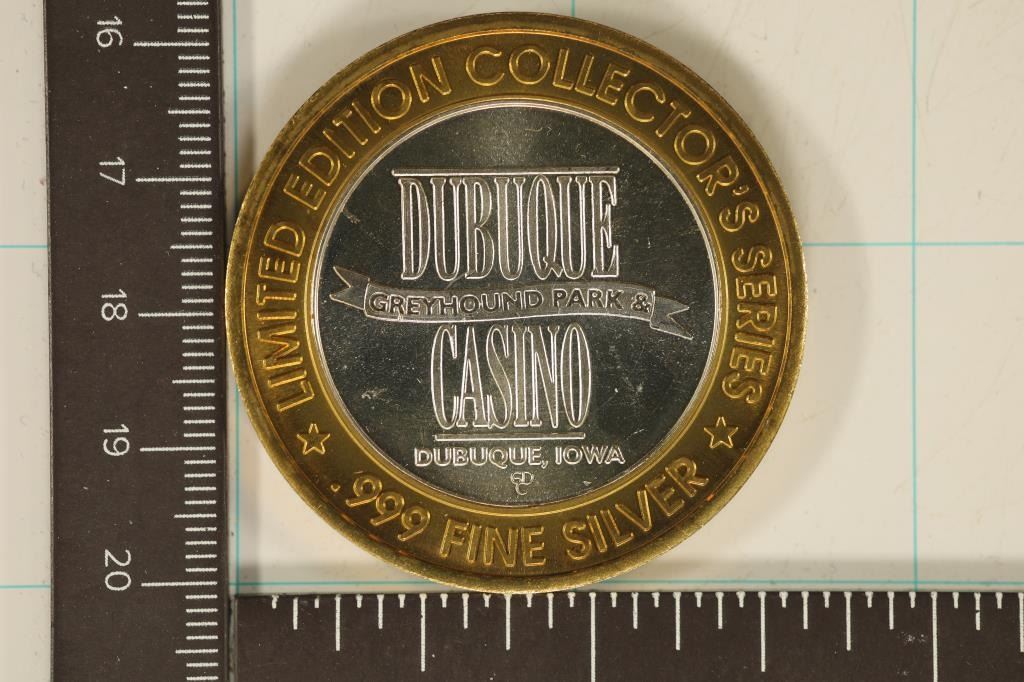 LIMITED EDITION COLLECTOR'S SERIES
DUBUQUE
GREYHOUND PARK &
CASINO
DUBUQUE, IOWA
.999 FINE SILVER
16
17
18
19
20